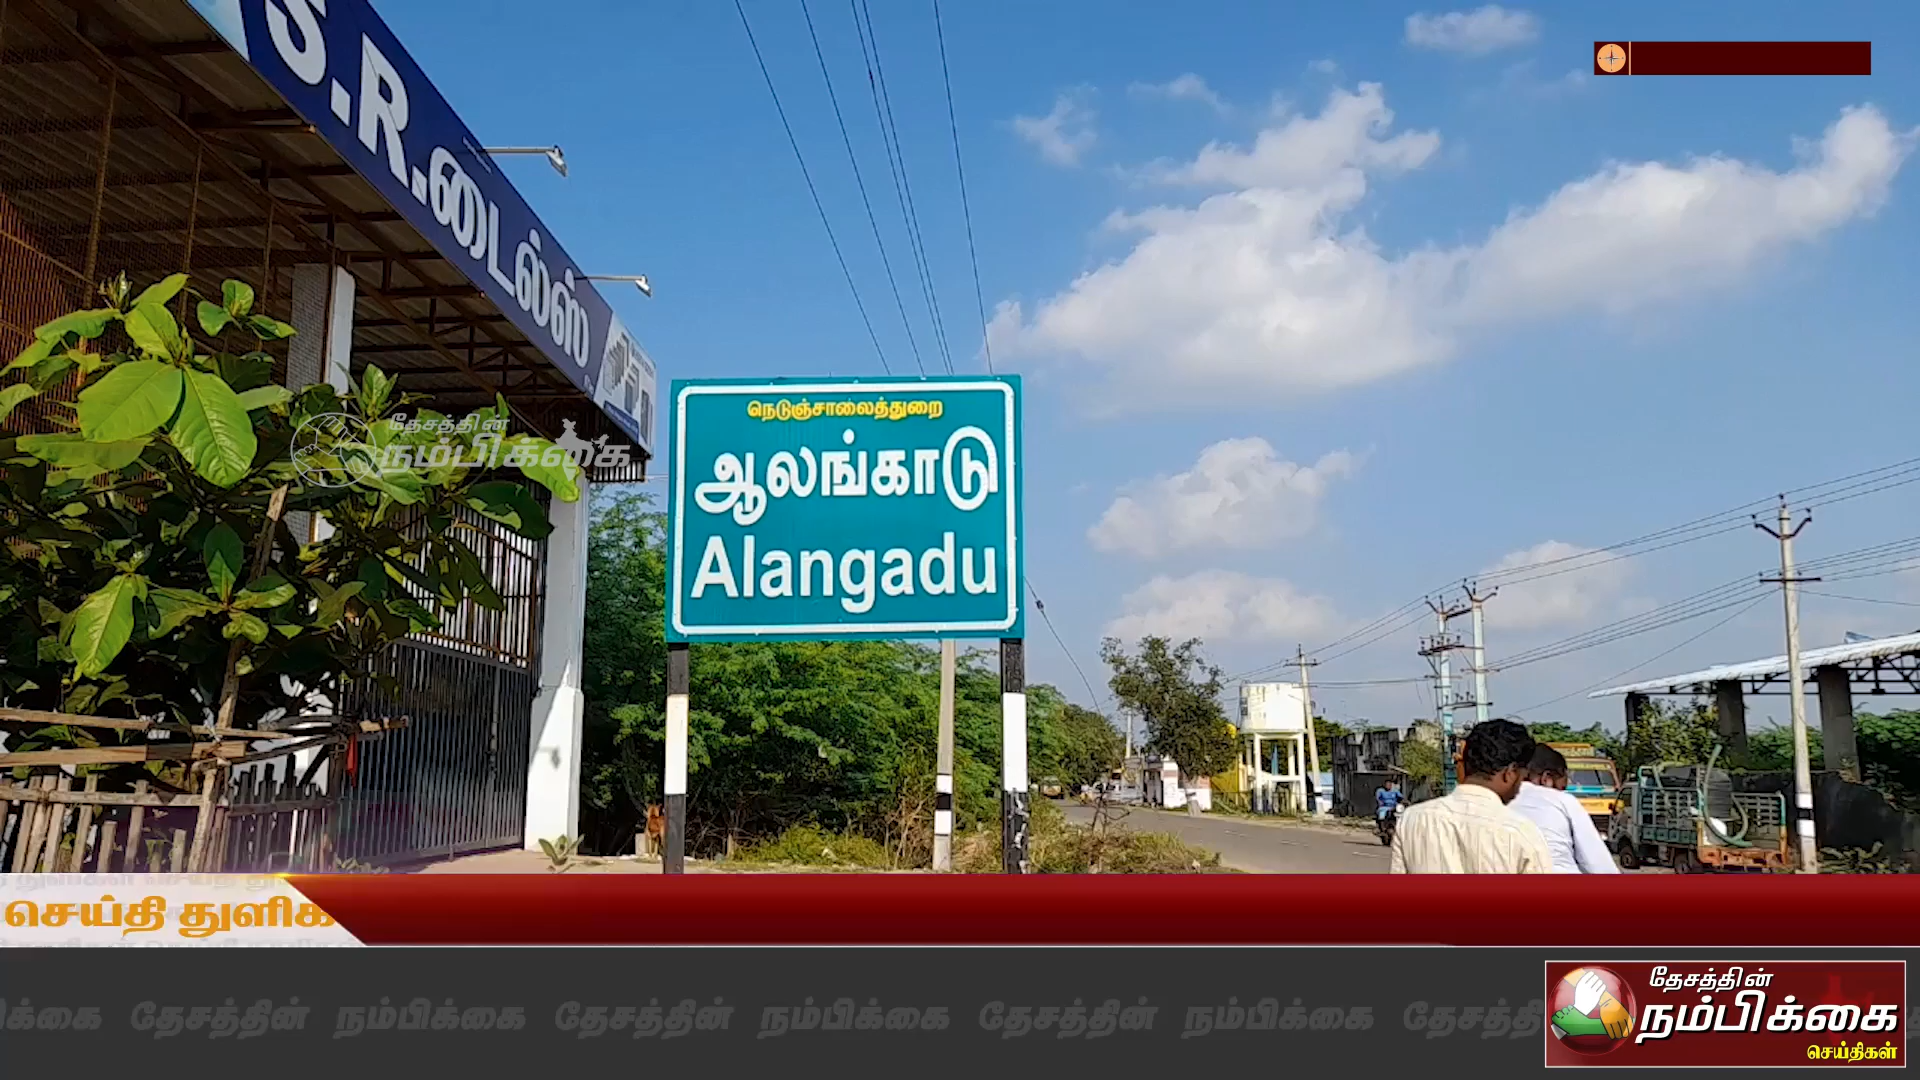 S.R.டைல்ஸ்
தேசத்தின்
நம்பிக்கை
நெடுஞ்சாலைத்துறை
ஆலங்காடு
Alangadu
செய்தி துளிக
தேசத்தின் நம்பிக்கை தேசத்தின் நம்பிக்கை தேசத்தின் நம்பிக்கை
தேசத்தின்
நம்பிக்கை
செய்திகள்